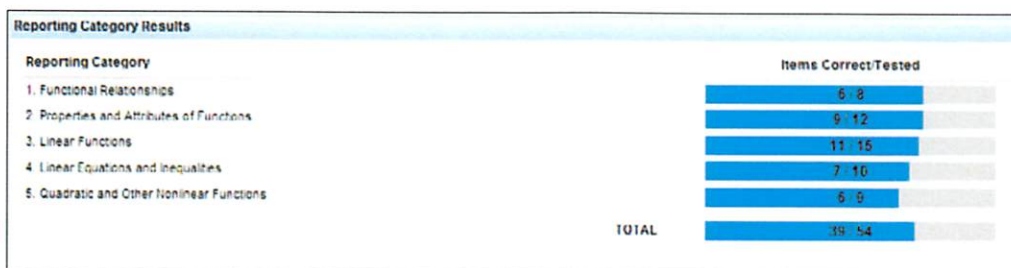 Reporting Category Results
Reporting Category Items Correct/Tested
1. Functional Relationships 6 / 8
2. Properties and Attributes of Functions 9 / 12
3. Linear Functions 11 / 15
4. Linear Equations and Inequalities 7 / 10
5. Quadratic and Other Nonlinear Functions 6 / 9
TOTAL 39 / 54